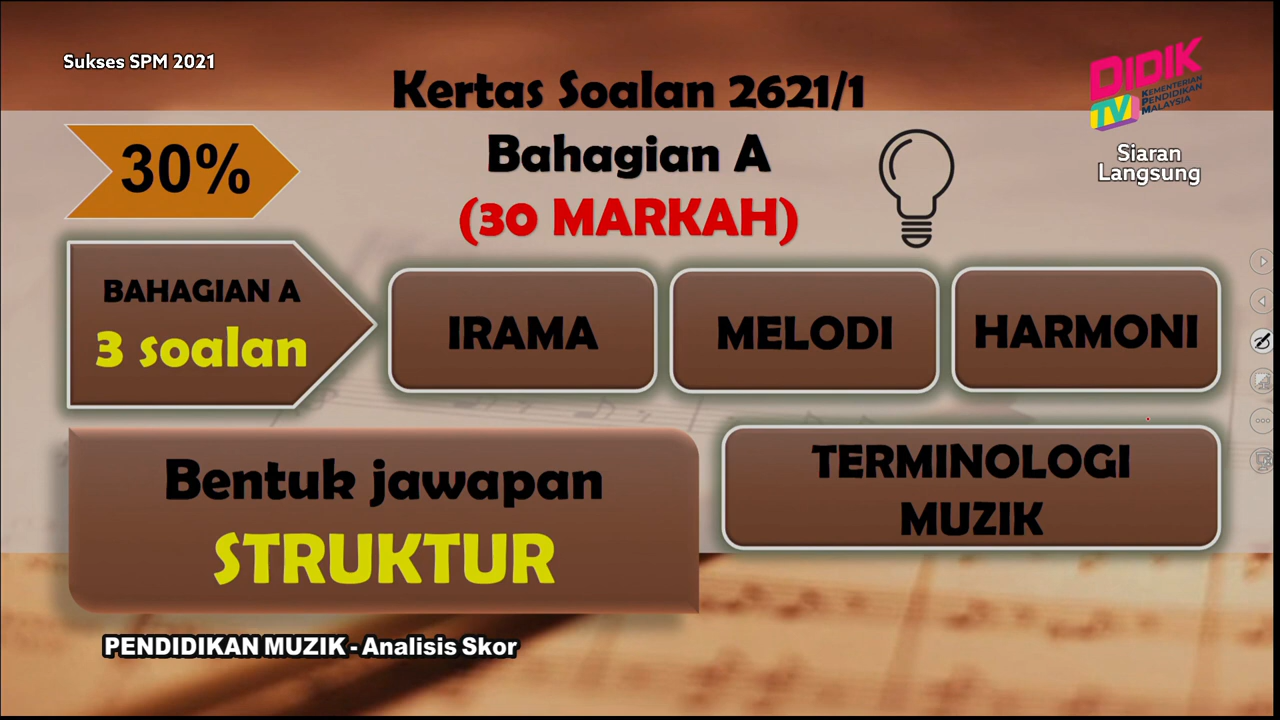 Sukses SPM 2021
Kertas Soalan 2621/1
DIDIK
TV
KEMENTERIAN
PENDIDIKAN
MALAYSIA
Siaran
Langsung
30%
Bahagian A
(30 MARKAH)
BAHAGIAN A
3 soalan
IRAMA
MELODI
HARMONI
Bentuk jawapan
STRUKTUR
TERMINOLOGI
MUZIK
PENDIDIKAN MUZIK - Analisis Skor